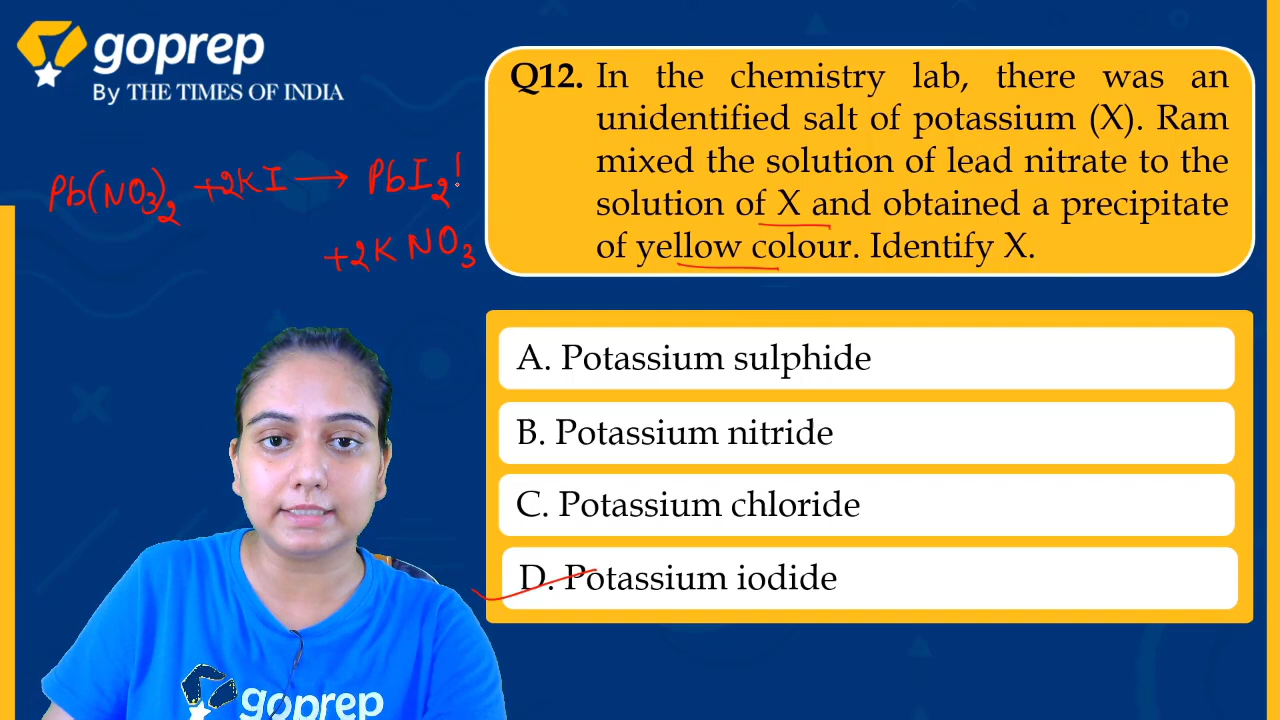 goprep
By THE TIMES OF INDIA
Q12. In the chemistry lab, there was an
unidentified salt of potassium (X). Ram
mixed the solution of lead nitrate to the
solution of X and obtained a precipitate
of yellow colour. Identify X.
Pb(NO3)2 +2KI → PbI2↓
+2KNO3
A. Potassium sulphide
B. Potassium nitride
C. Potassium chloride
D. Potassium iodide
goprep